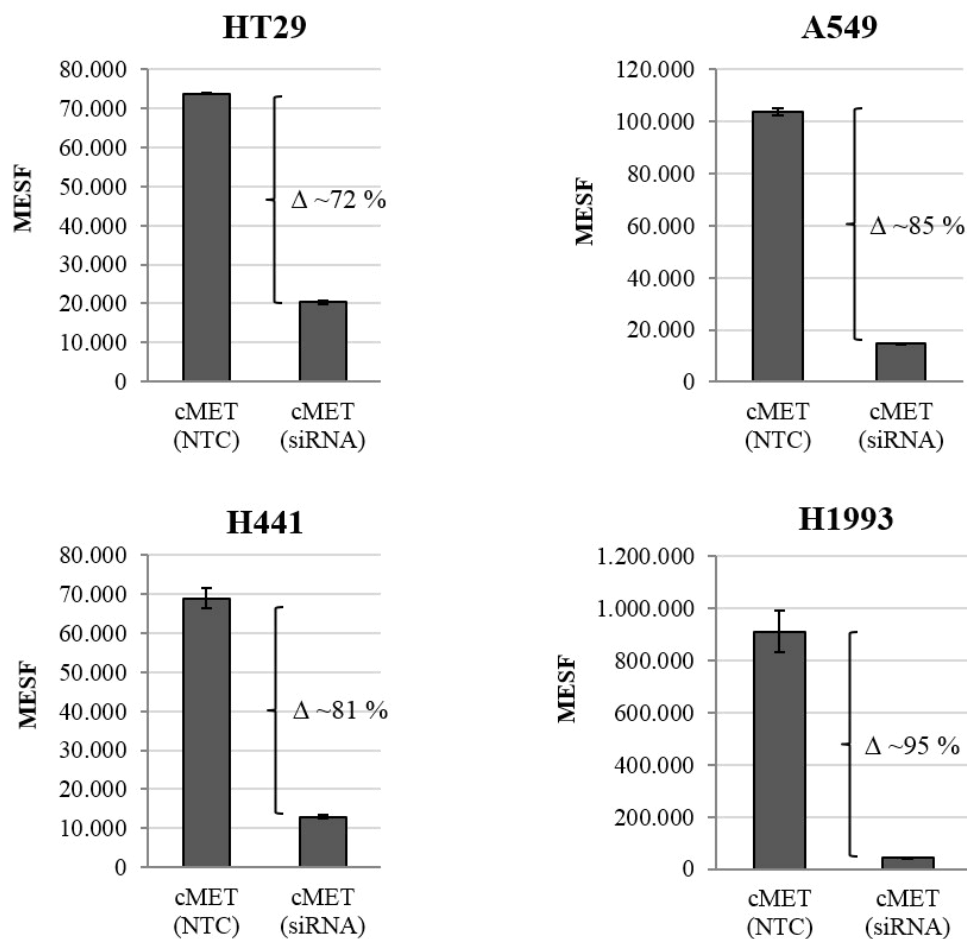 HT29
80.000
70.000
60.000
50.000
40.000
30.000
20.000
10.000
0
MESF
Δ ~72 %
cMET
(NTC)
cMET
(siRNA)
A549
120.000
100.000
80.000
60.000
40.000
20.000
0
MESF
Δ ~85 %
cMET
(NTC)
cMET
(siRNA)
H441
80.000
70.000
60.000
50.000
40.000
30.000
20.000
10.000
0
MESF
Δ ~81 %
cMET
(NTC)
cMET
(siRNA)
H1993
1.200.000
1.000.000
800.000
600.000
400.000
200.000
0
MESF
Δ ~95 %
cMET
(NTC)
cMET
(siRNA)